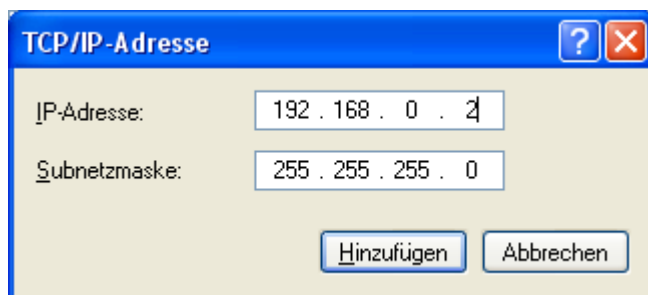 TCP/IP-Adresse
IP-Adresse: 192 . 168 . 0 . 2
Subnetzmaske: 255 . 255 . 255 . 0
Hinzufügen Abbrechen